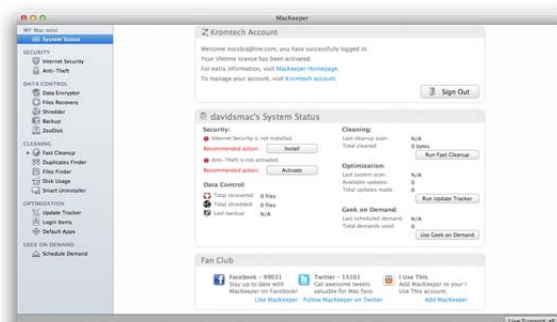 MacKeeper
MY Mac mini
System Status
SECURITY
Internet Security
Anti-Theft
DATA CONTROL
Data Encryptor
Files Recovery
Shredder
Backup
ZeoDisk
CLEANING
Fast Cleanup
Duplicates Finder
Files Finder
Disk Usage
Smart Uninstaller
OPTIMIZATION
Update Tracker
Login Items
Default Apps
GEEK ON DEMAND
Schedule Demand
Kromtech Account
you have successfully logged in.
Your lifetime license has been activated.
For extra information, visit MacKeeper Homepage.
To manage your account, visit Kromtech account.
Sign Out
davidsmac's System Status
Security:
Internet Security is not installed.
Recommended action: Install
Anti-Theft is not activated.
Recommended action: Activate
Data Control:
Total recovered: 0 files
Total shredded: 0 files
Last backup: N/A
Cleaning:
Last cleanup scan: N/A
Total cleaned: 0 bytes
Run Fast Cleanup
Optimization:
Last system scan: N/A
Available updates: 0
Total updates made: 0
Run Update Tracker
Geek on Demand:
Last scheduled demand: N/A
Total demands used: 0
Use Geek on Demand
Fan Club
Facebook - 99031
Stay up to date with
MacKeeper on Facebook!
Like MacKeeper
Twitter - 13101
Get awesome tweets
valuable for Mac fans.
Follow MacKeeper on Twitter
I Use This
Add MacKeeper to your I
Use This account.
Add MacKeeper
Live Support